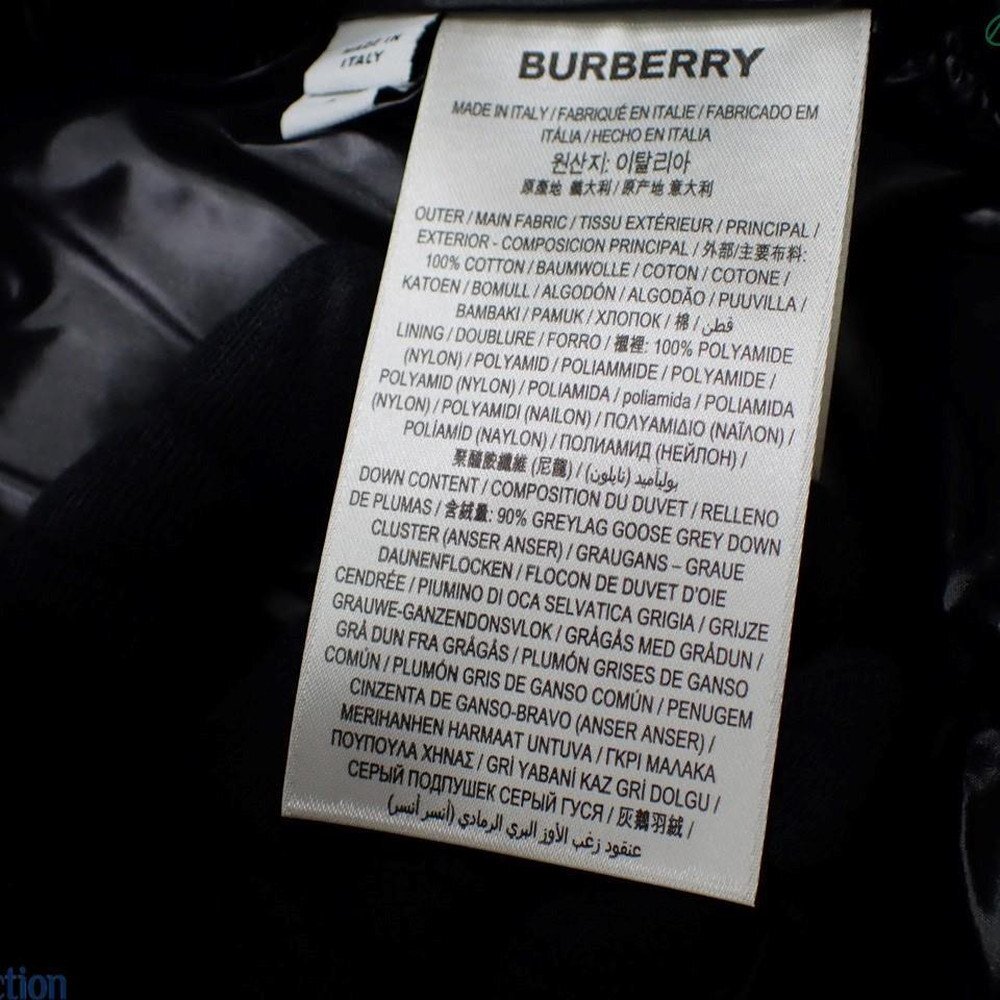 MADE IN
ITALY
BURBERRY
MADE IN ITALY / FABRIQUÉ EN ITALIE / FABRICADO EM
ITÁLIA / HECHO EN ITALIA
원산지: 이탈리아
原產地 義大利 / 原产地 意大利
OUTER / MAIN FABRIC / TISSU EXTÉRIEUR / PRINCIPAL /
EXTERIOR - COMPOSICION PRINCIPAL / 外部/主要布料:
100% COTTON / BAUMWOLLE / COTON / COTONE /
KATOEN / BOMULL / ALGODÓN / ALGODÃO / PUUVILLA /
BAMBAKI / PAMUK / ХЛОПОК / 棉 / قطن
LINING / DOUBLURE / FORRO / 襯裡: 100% POLYAMIDE
(NYLON) / POLYAMID / POLIAMMIDE / POLYAMIDE /
POLYAMID (NYLON) / POLIAMIDA / poliamida / POLIAMIDA
(NYLON) / POLYAMIDI (NAILON) / ΠΟΛΥΑΜΙΔΙΟ (ΝΑΪΛΟΝ) /
POLİAMİD (NAYLON) / ПОЛИАМИД (НЕЙЛОН) /
聚醯胺纖維 (尼龍) / بوليأميد (نايلون) /
DOWN CONTENT / COMPOSITION DU DUVET / RELLENO
DE PLUMAS / 含絨量: 90% GREYLAG GOOSE GREY DOWN
CLUSTER (ANSER ANSER) / GRAUGANS – GRAUE
DAUNENFLOCKEN / FLOCON DE DUVET D'OIE
CENDRÉE / PIUMINO DI OCA SELVATICA GRIGIA / GRIJZE
GRAUWE-GANZENDONSVLOK / GRÅGÅS MED GRÅDUN /
GRÅ DUN FRA GRÅGÅS / PLUMÓN GRISES DE GANSO
COMÚN / PLUMÓN GRIS DE GANSO COMÚN / PENUGEM
CINZENTA DE GANSO-BRAVO (ANSER ANSER) /
MERIHANHEN HARMAAT UNTUVA / ΓΚΡΙ ΜΑΛΑΚΑ
ΠΟΥΠΟΥΛΑ ΧΗΝΑΣ / GRİ YABANİ KAZ GRİ DOLGU /
СЕРЫЙ ПОДПУШЕК СЕРЫЙ ГУСЯ / 灰鵝羽絨 /
عنقود زغب الأوز البري الرمادي (أنسر أنسر)
ction